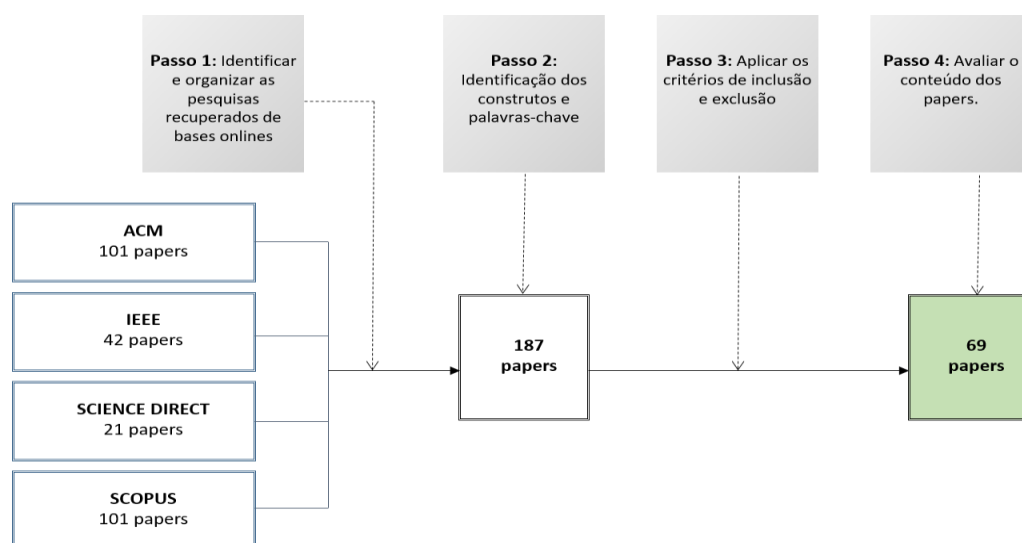 Passo 1: Identificar
e organizar as
pesquisas
recuperados de
bases onlines
Passo 2:
Identificação dos
construtos e
palavras-chave
Passo 3: Aplicar os
critérios de inclusão
e exclusão
Passo 4: Avaliar o
conteúdo dos
papers.
ACM
101 papers
IEEE
42 papers
SCIENCE DIRECT
21 papers
SCOPUS
101 papers
187
papers
69
papers